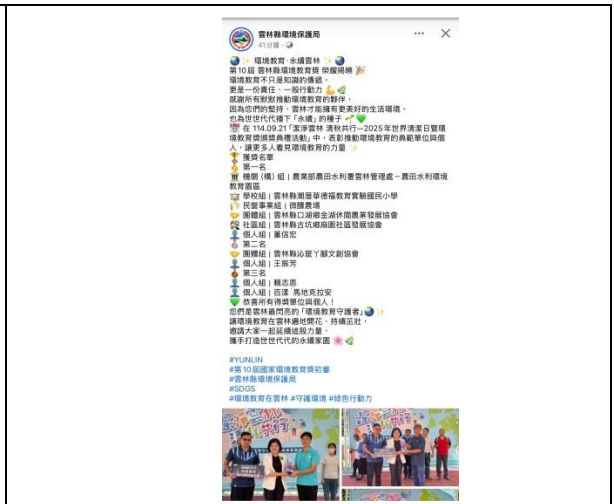 雲林縣環境保護局
41分鐘 ·
🌏✨ 環境教育·永續雲林 ✨🌏
第10屆 雲林縣環境教育獎 榮耀揭曉 🎉
環境教育不只是知識的傳遞,
更是一份責任、一股行動力 💪🌿
感謝所有默默推動環境教育的夥伴,
因為您們的堅持,雲林才能擁有更美好的生活環境,
也為世世代代播下「永續」的種子 🌱💚
📅 在 114.09.21「潔淨雲林 清秋共行—2025年世界清潔日暨環
境教育獎頒獎典禮活動」中,表彰推動環境教育的典範單位與個
人,讓更多人看見環境教育的力量 ✨
🏆 獲獎名單
🥇 第一名
🏛 機關 (構) 組 | 農業部農田水利署雲林管理處-農田水利環境
教育園區
🏫 學校組 | 雲林縣潮厝華德福教育實驗國民小學
民營事業組 | 微醺農場
🤝 團體組 | 雲林縣口湖鄉金湖休閒農業發展協會
社區組 | 雲林縣古坑鄉麻園社區發展協會
👤 個人組 | 董信宏
🥈 第二名
🤝 團體組 | 雲林縣沁窩丫腳文創協會
👤 個人組 | 王振芳
🥉 第三名
👤 個人組 | 賴志恩
👤 個人組 | 百漾 馬地克拉安
💚 恭喜所有得獎單位與個人!
您們是雲林最閃亮的「環境教育守護者」🌏✨
讓環境教育在雲林遍地開花、持續茁壯,
邀請大家一起延續這股力量,
攜手打造世世代代的永續家園 🌸🌿
#YUNLIN
#第10屆國家環境教育獎初審
#雲林縣環境保護局
#SDGS
#環境教育在雲林 #守護環境 #綠色行動力